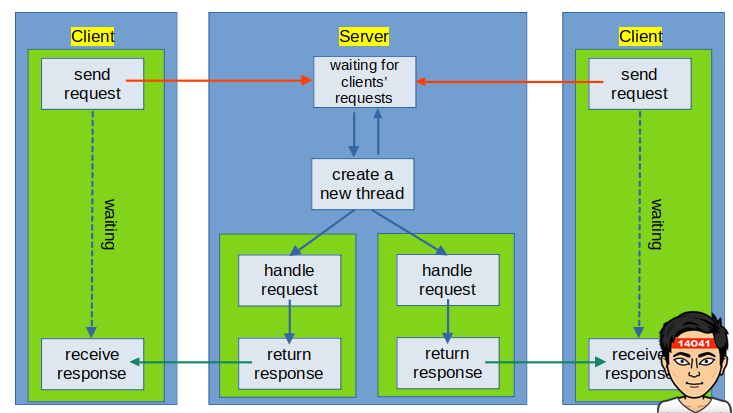 Client
Server
Client
send
request
waiting for
clients'
requests
send
request
create a
new thread
waiting
waiting
handle
request
handle
request
receive
response
return
response
return
response
receive
response
14041